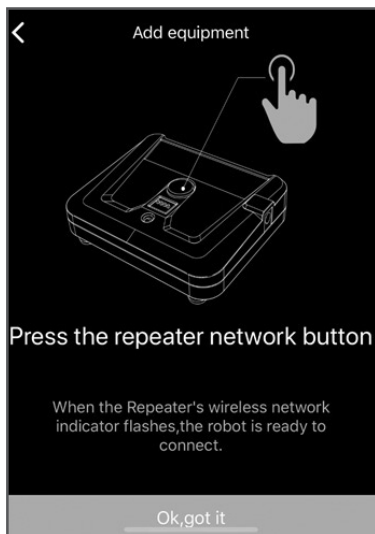 Add equipment
Press the repeater network button
When the Repeater's wireless network
indicator flashes,the robot is ready to
connect.
Ok,got it